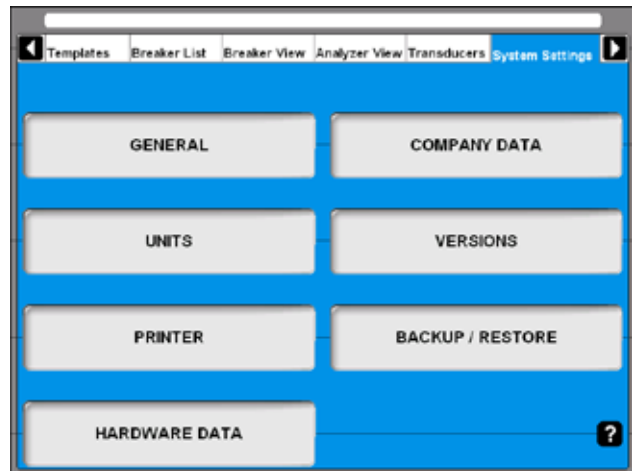 Templates Breaker List Breaker View Analyzer View Transducers System Settings
GENERAL COMPANY DATA
UNITS VERSIONS
PRINTER BACKUP / RESTORE
HARDWARE DATA
?